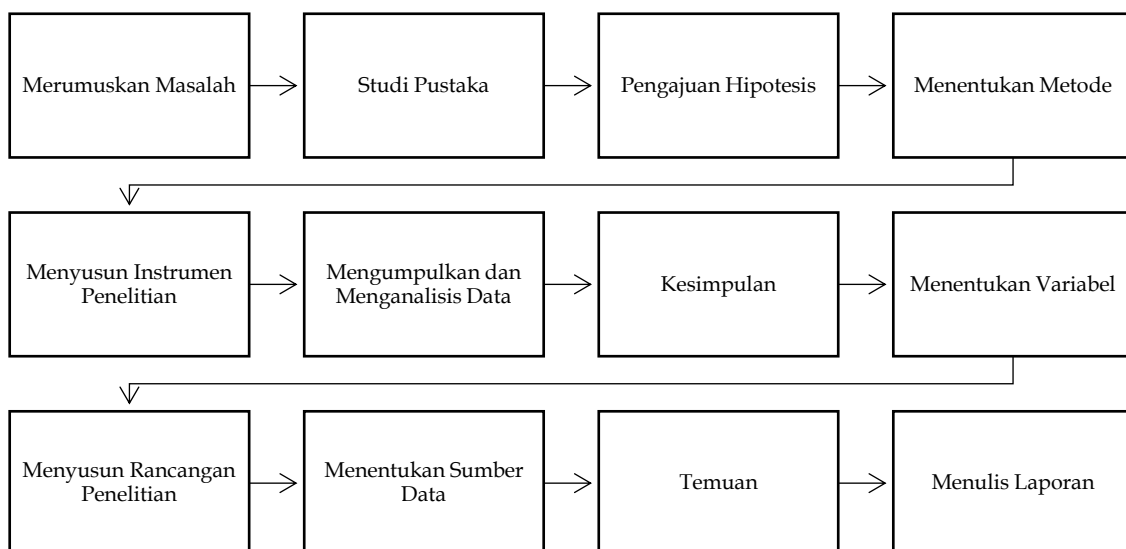 Merumuskan Masalah
Studi Pustaka
Pengajuan Hipotesis
Menentukan Metode
Menyusun Instrumen
Penelitian
Mengumpulkan dan
Menganalisis Data
Kesimpulan
Menentukan Variabel
Menyusun Rancangan
Penelitian
Menentukan Sumber
Data
Temuan
Menulis Laporan